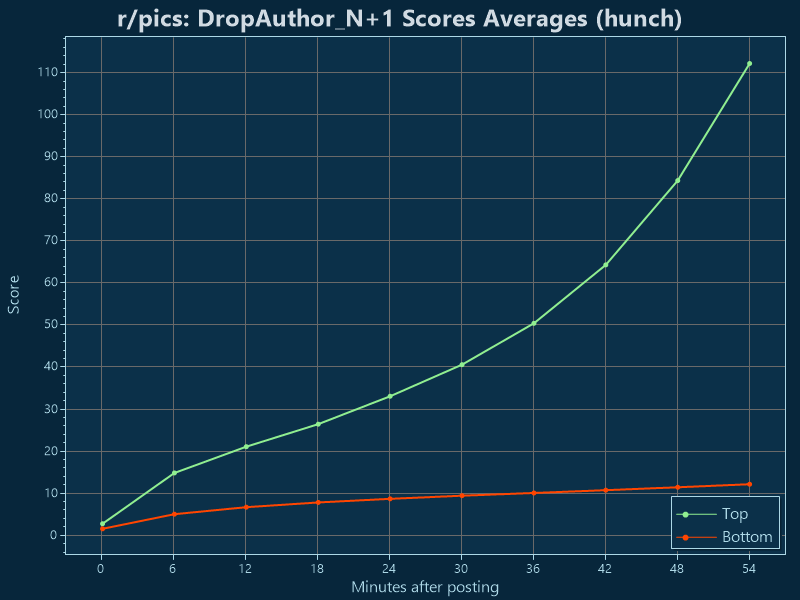 r/pics: DropAuthor_N+1 Scores Averages (hunch)
Score
110
100
90
80
70
60
50
40
30
20
10
0
0 6 12 18 24 30 36 42 48 54
Minutes after posting
Top
Bottom